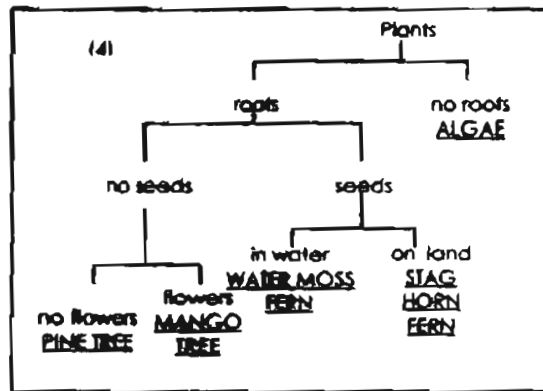 (4)
Plants
roots
no roots
ALGAE
no seeds
seeds
in water
WATER MOSS
FERN
on land
STAG
HORN
FERN
no flowers
PINE TREE
flowers
MANGO
TREE